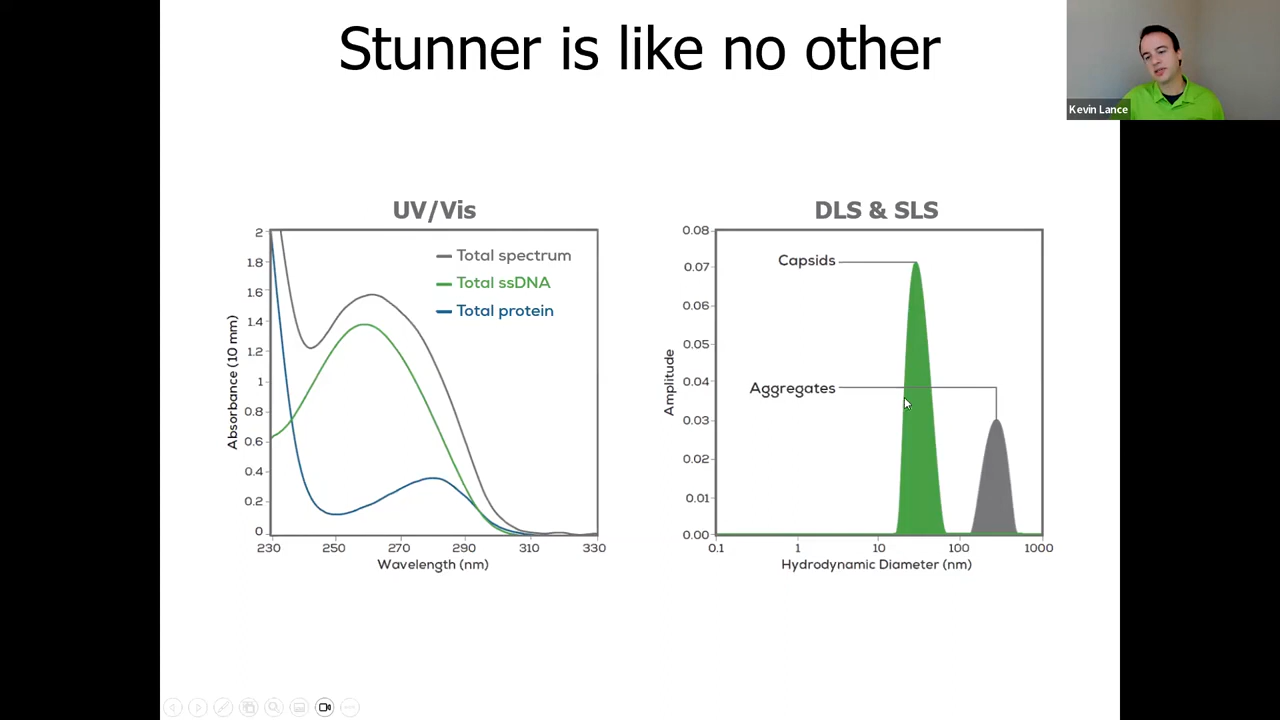 Stunner is like no other
Kevin Lance
UV/Vis
Absorbance (10 mm)
2
1.8
1.6
1.4
1.2
1
0.8
0.6
0.4
0.2
0
Total spectrum
Total ssDNA
Total protein
230 250 270 290 310 330
Wavelength (nm)
DLS & SLS
Amplitude
0.08
0.07
0.06
0.05
0.04
0.03
0.02
0.01
0.00
Capsids
Aggregates
0.1 1 10 100 1000
Hydrodynamic Diameter (nm)